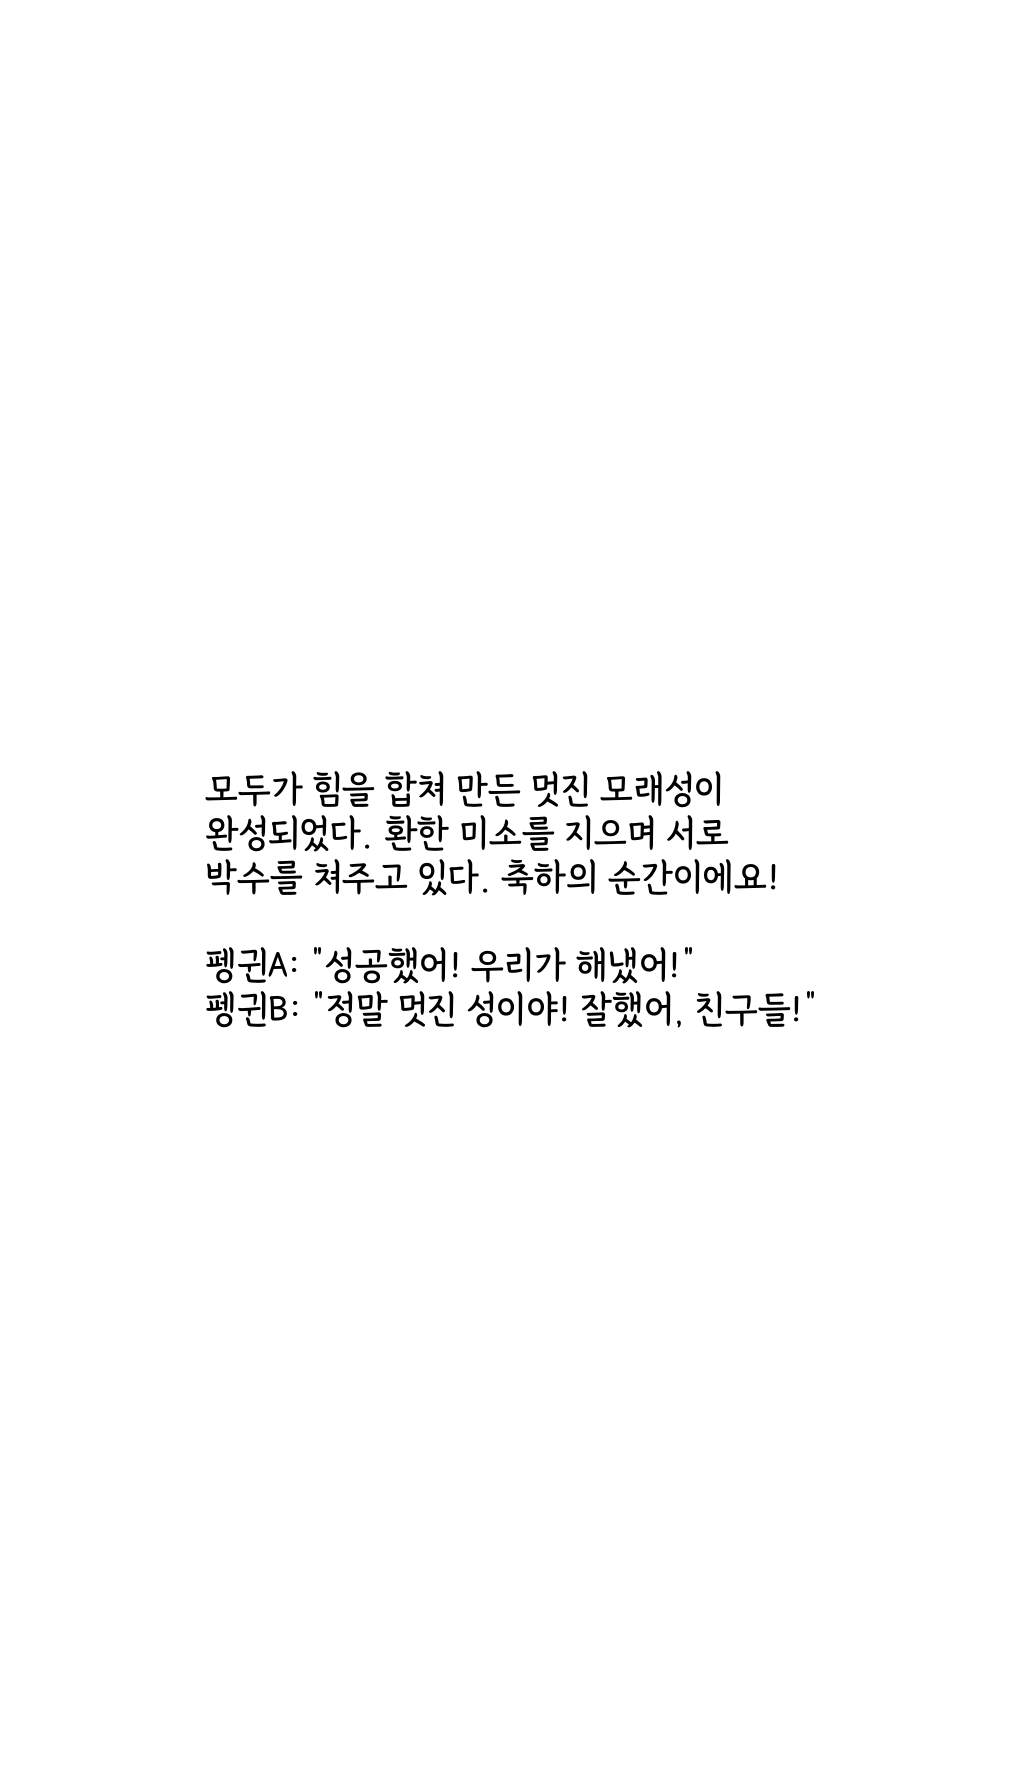 모두가 힘을 합쳐 만든 멋진 모래성이
완성되었다. 환한 미소를 지으며 서로
박수를 쳐주고 있다. 축하의 순간이에요!
펭귄A: "성공했어! 우리가 해냈어!"
펭귄B: "정말 멋진 성이야! 잘했어, 친구들!"